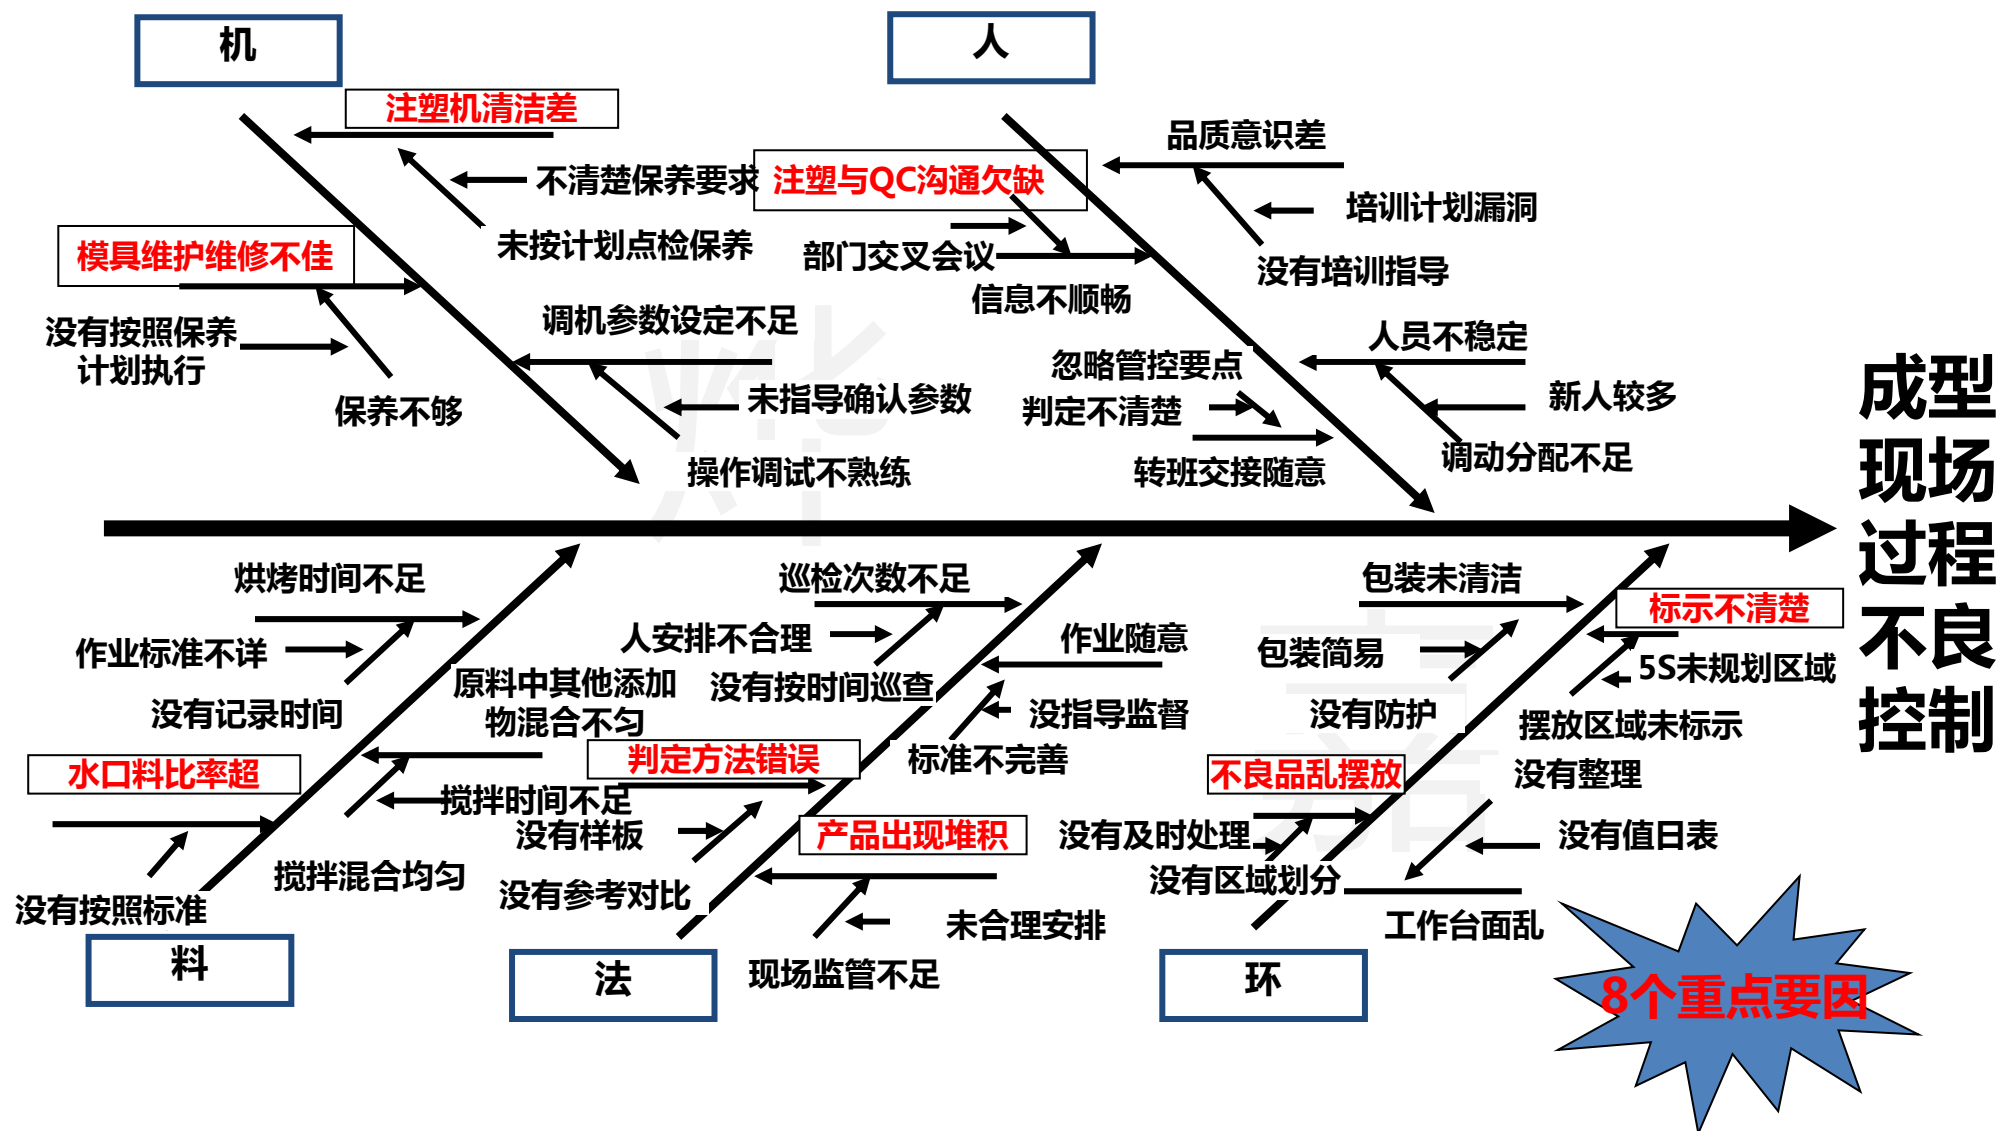 机
人
注塑机清洁差
品质意识差
不清楚保养要求
注塑与QC沟通欠缺
培训计划漏洞
未按计划点检保养
模具维护维修不佳
部门交叉会议
没有培训指导
信息不顺畅
没有按照保养
计划执行
调机参数设定不足
人员不稳定
忽略管控要点
保养不够
未指导确认参数
判定不清楚
新人较多
操作调试不熟练
转班交接随意
调动分配不足
成型
现场
过程
不良
控制
烘烤时间不足
巡检次数不足
包装未清洁
标示不清楚
作业标准不详
人安排不合理
作业随意
包装简易
5S未规划区域
原料中其他添加
物混合不匀
没有按时间巡查
没有记录时间
没指导监督
没有防护
摆放区域未标示
水口料比率超
判定方法错误
标准不完善
不良品乱摆放
没有整理
搅拌时间不足
没有样板
产品出现堆积
没有及时处理
没有值日表
搅拌混合均匀
没有参考对比
没有区域划分
没有按照标准
未合理安排
工作台面乱
料
法
现场监管不足
环
8个重点要因